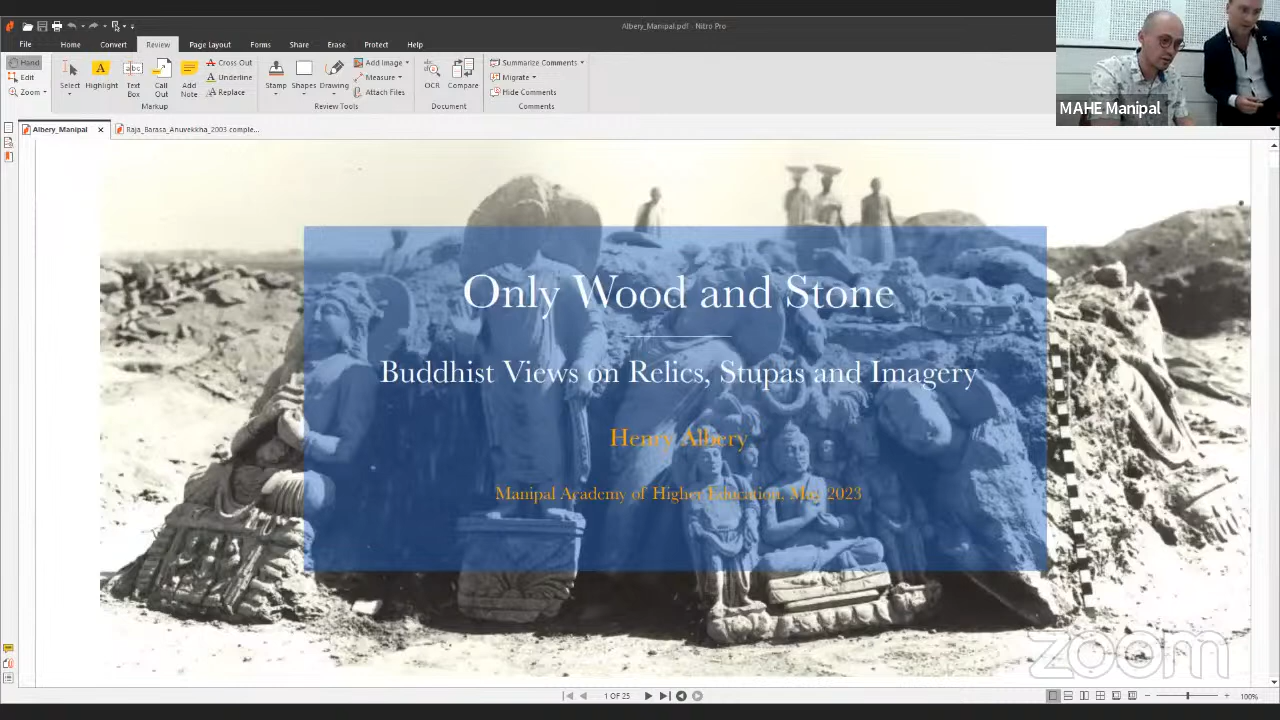 Albery_Manipal.pdf - Nitro Pro
File Home Convert Review Page Layout Forms Share Erase Protect Help
Hand
Edit
Zoom
Select
Highlight
Text Box
Call Out
Add Note
Cross Out
Underline
Replace
Markup
Stamp
Shapes
Drawing
Add Image
Measure
Attach Files
Review Tools
OCR
Compare
Document
Summarize Comments
Migrate
Hide Comments
Comments
MAHE Manipal
Albery_Manipal
Raja_Barasa_Anuvekkha_2003 comple...
Only Wood and Stone
Buddhist Views on Relics, Stupas and Imagery
Henry Albery
Manipal Academy of Higher Education, May 2023
zoom
1 OF 25
100%